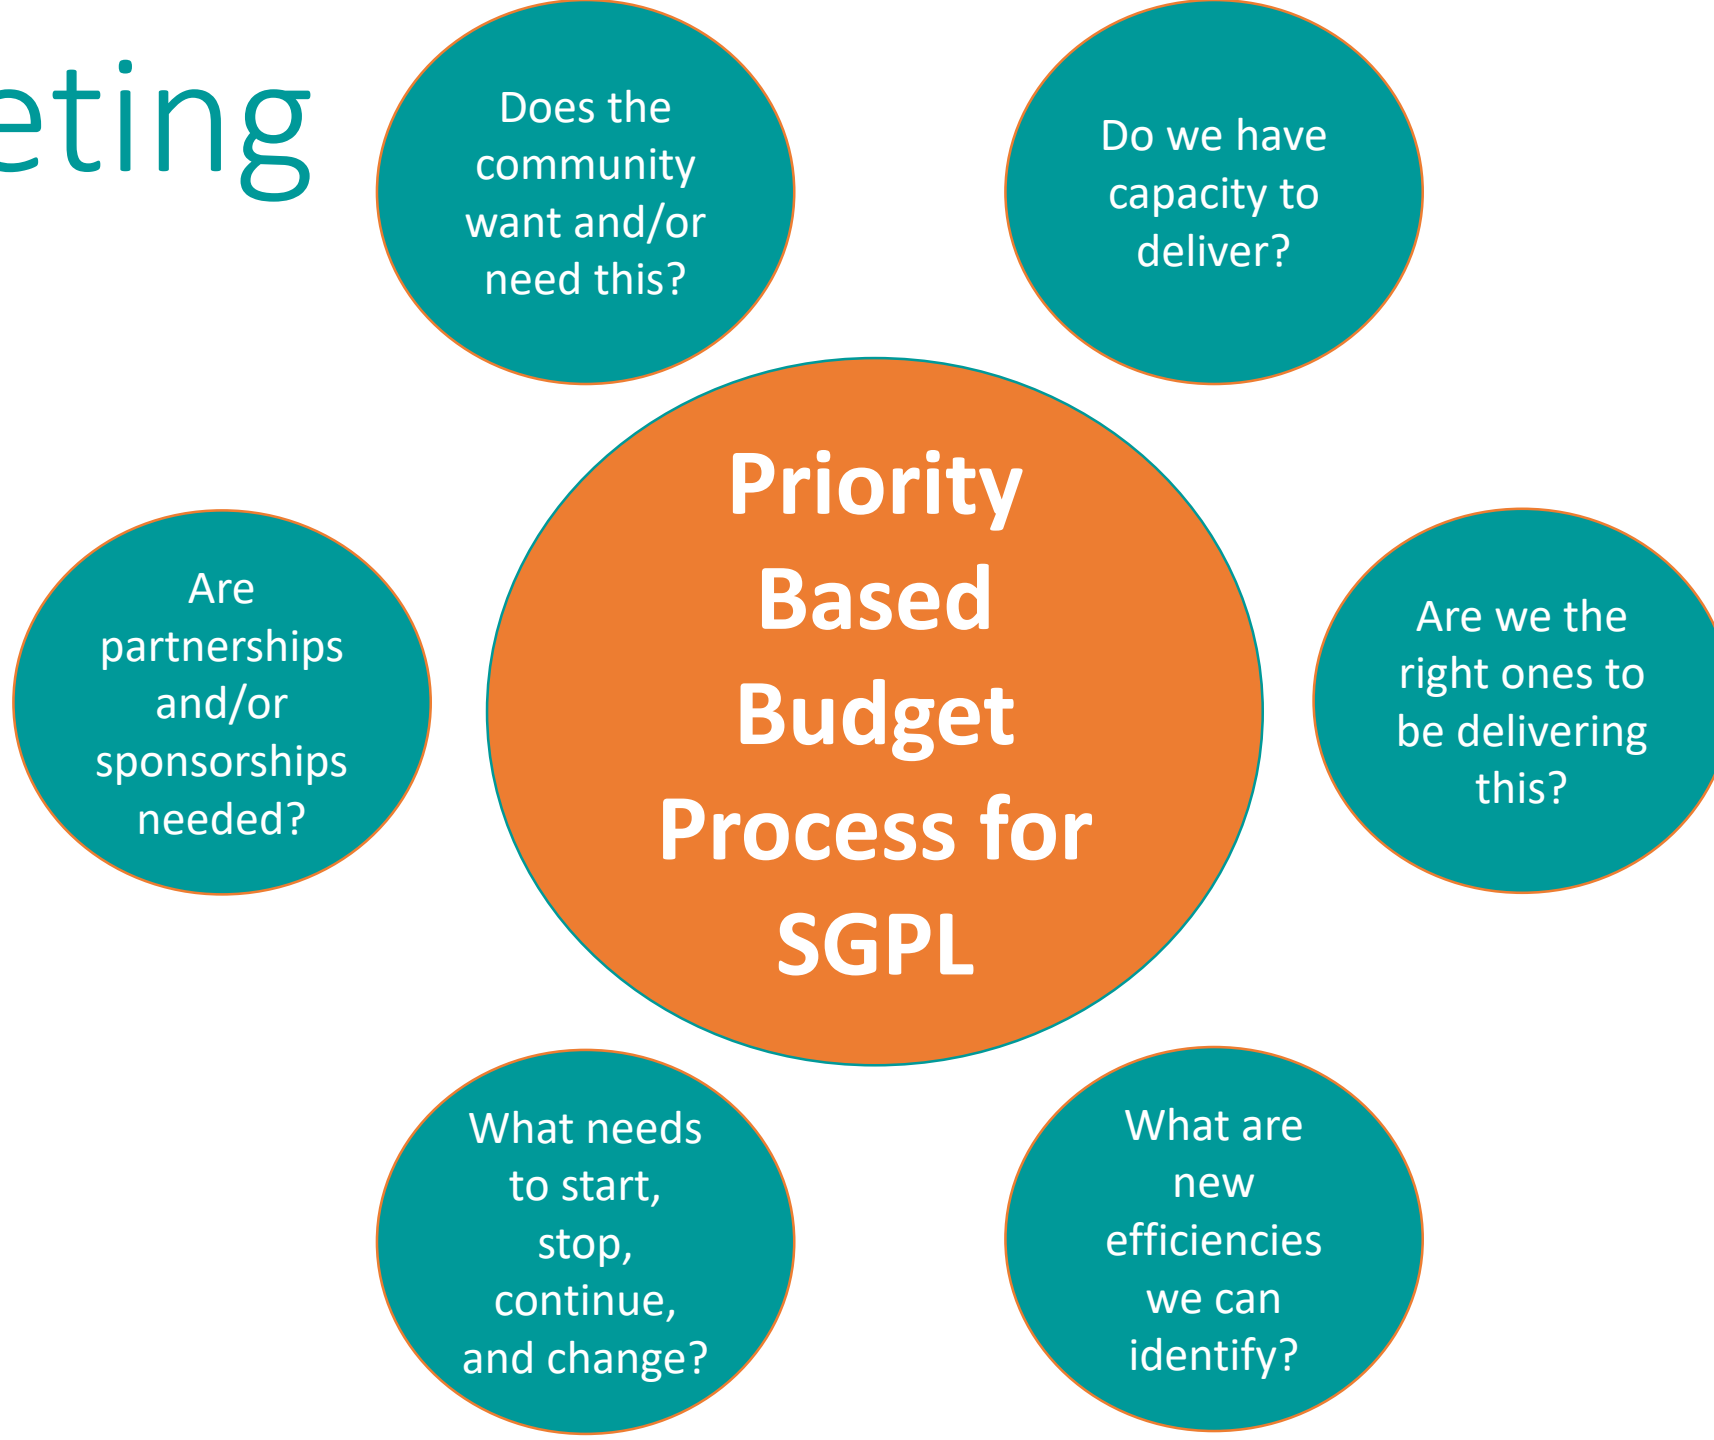 eting
Does the
community
want and/or
need this?
Do we have
capacity to
deliver?
Priority
Based
Budget
Process for
SGPL
Are
partnerships
and/or
sponsorships
needed?
Are we the
right ones to
be delivering
this?
What needs
to start,
stop,
continue,
and change?
What are
new
efficiencies
we can
identify?